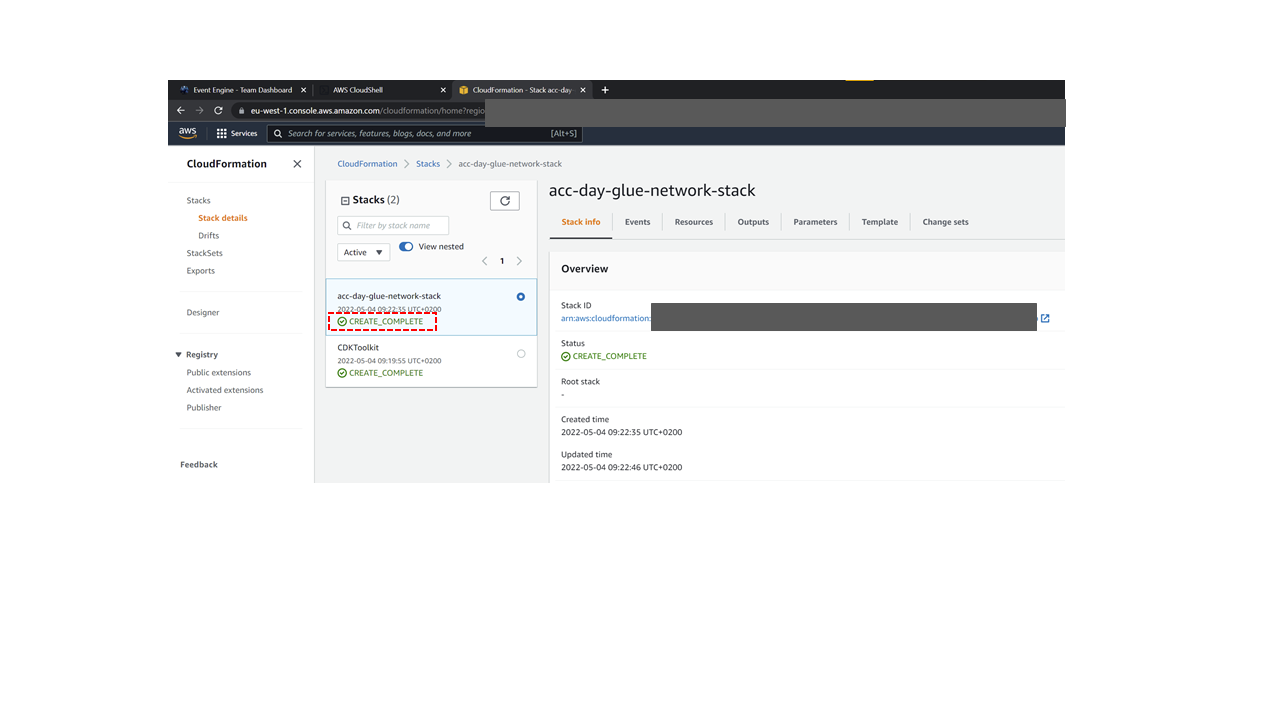 Event Engine - Team Dashboard
AWS CloudShell
CloudFormation - Stack acc-day-
eu-west-1.console.aws.amazon.com/cloudformation/home?regio
aws
Services
Search for services, features, blogs, docs, and more
[Alt+S]
CloudFormation
Stacks
Stack details
Drifts
StackSets
Exports
Designer
Registry
Public extensions
Activated extensions
Publisher
Feedback
CloudFormation > Stacks > acc-day-glue-network-stack
Stacks (2)
Filter by stack name
Active
View nested
1
acc-day-glue-network-stack
2022-05-04 09:22:35 UTC+0200
CREATE_COMPLETE
CDKToolkit
2022-05-04 09:19:55 UTC+0200
CREATE_COMPLETE
acc-day-glue-network-stack
Stack info
Events
Resources
Outputs
Parameters
Template
Change sets
Overview
Stack ID
arn:aws:cloudformation:
Status
CREATE_COMPLETE
Root stack
-
Created time
2022-05-04 09:22:35 UTC+0200
Updated time
2022-05-04 09:22:46 UTC+0200